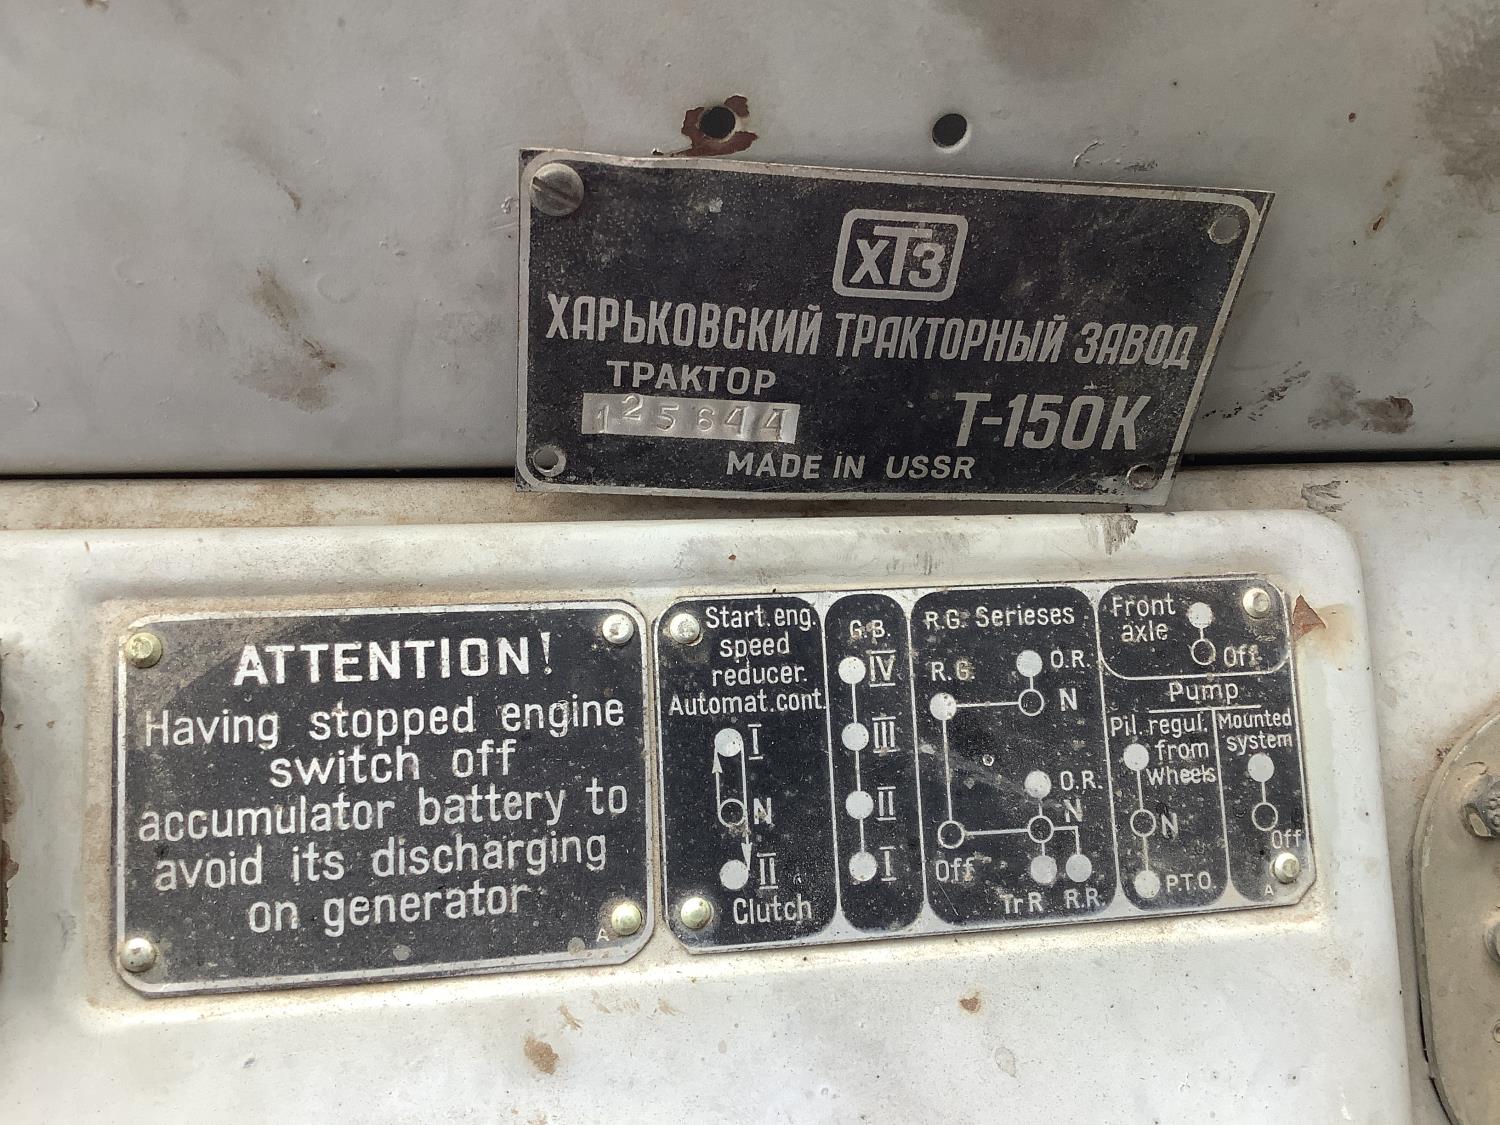 ХТЗ
ХАРЬКОВСКИЙ ТРАКТОРНЫЙ ЗАВОД
ТРАКТОР
125644
Т-150К
MADE IN USSR
ATTENTION!
Having stopped engine
switch off
accumulator battery to
avoid its discharging
on generator
A
Start. eng.
speed
reducer.
Automat. cont.
I
N
II
Clutch
G.B.
IV
III
II
I
R.G. Serieses
R.G.
O.R.
N
O.R.
N
Off
TrR R.R.
Front
axle
Off
Pump
Pil. regul.
from
Wheels
N
P.T.O.
Mounted
system
Off
A